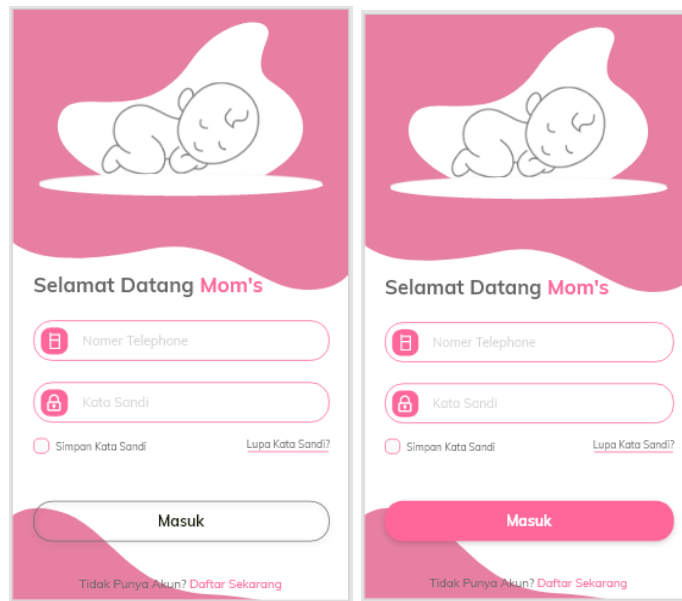 Selamat Datang Mom's
Nomer Telephone
Kata Sandi
Simpan Kata Sandi
Lupa Kata Sandi?
Masuk
Tidak Punya Akun? Daftar Sekarang
Selamat Datang Mom's
Nomer Telephone
Kata Sandi
Simpan Kata Sandi
Lupa Kata Sandi?
Masuk
Tidak Punya Akun? Daftar Sekarang